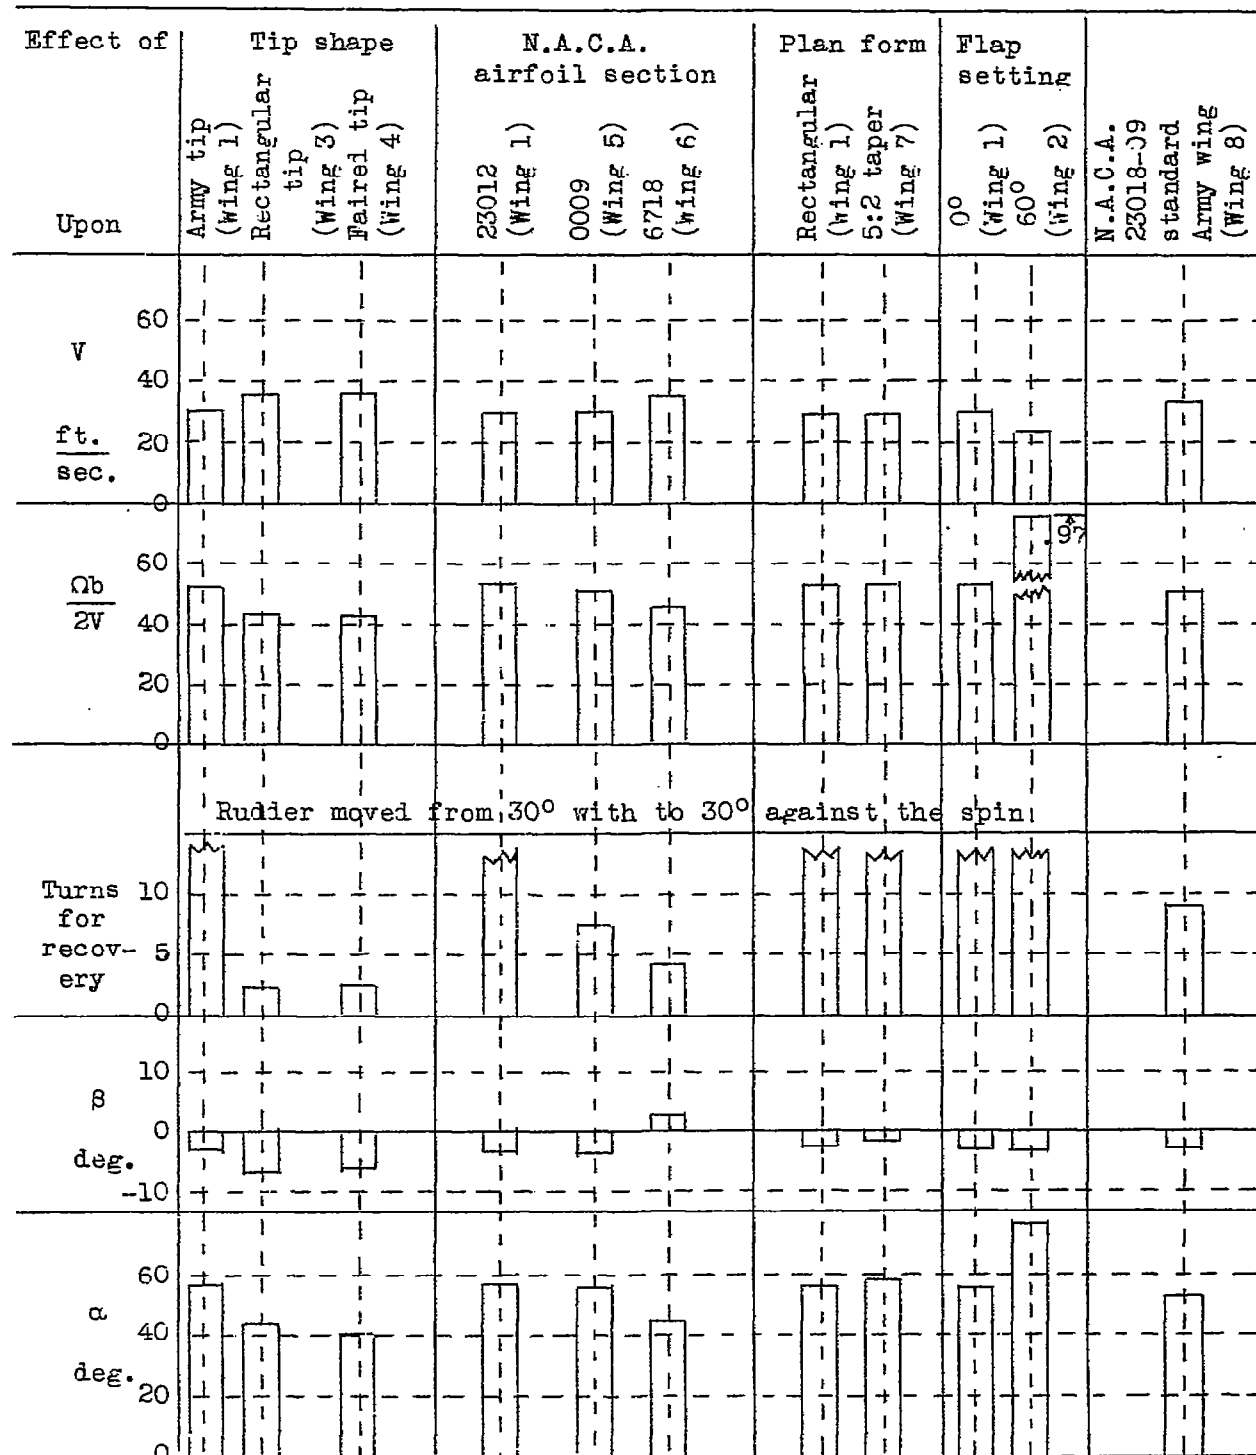 Effect of
Tip shape
N.A.C.A.
airfoil section
Plan form
Flap
setting
Upon
Army tip
(Wing 1)
Rectangular
tip
(Wing 3)
Faired tip
(Wing 4)
23012
(Wing 1)
0009
(Wing 5)
6718
(Wing 6)
Rectangular
(Wing 1)
5:2 taper
(Wing 7)
0°
(Wing 1)
60°
(Wing 2)
N.A.C.A.
23018-09
standard
Army wing
(Wing 8)
V
ft.
sec.
60
40
20
0
Ωb
2V
60
40
20
0
.97
Rudder moved from 30° with to 30° against the spin
Turns
for
recov-
ery
10
5
0
β
deg.
10
0
-10
α
deg.
60
40
20
0